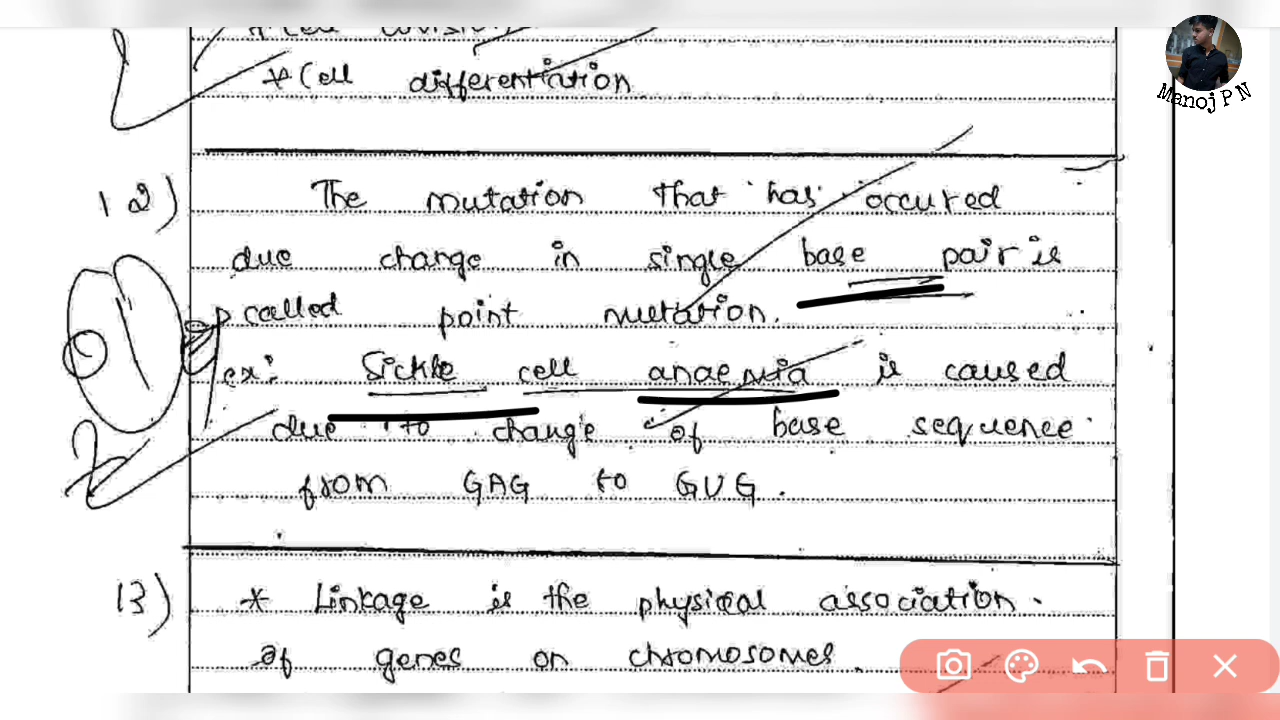 * Cell
* Cell differentiation
Manoj P N
12) The mutation that has occured
due change in single base pair is
called point mutation.
ex: Sickle cell anaemia is caused
due to change of base sequence
from GAG to GUG.
13) * Linkage is the physical association
of genes on chromosomes.